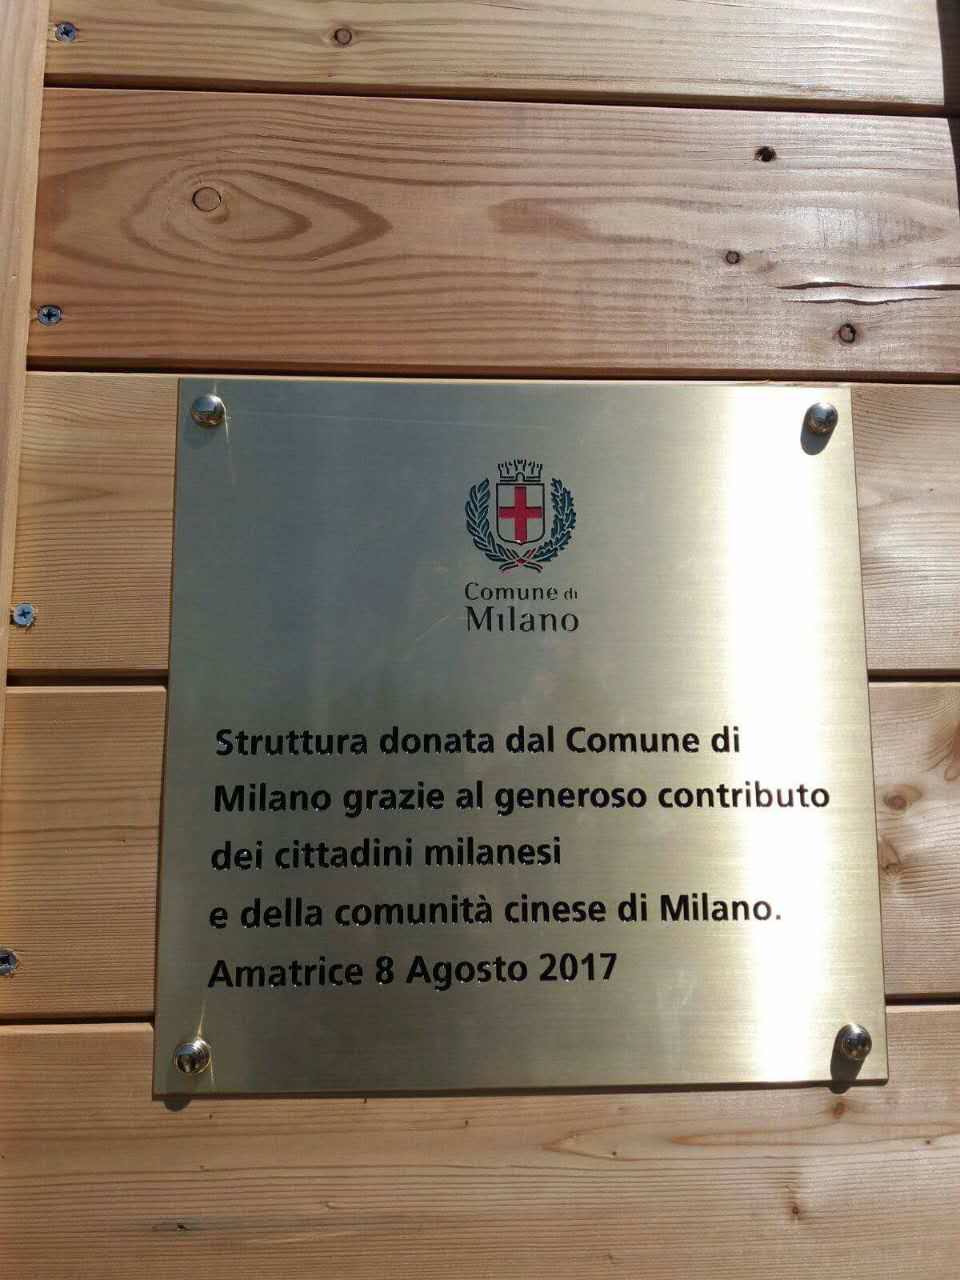 Comune di
Milano
Struttura donata dal Comune di
Milano grazie al generoso contributo
dei cittadini milanesi
e della comunità cinese di Milano.
Amatrice 8 Agosto 2017